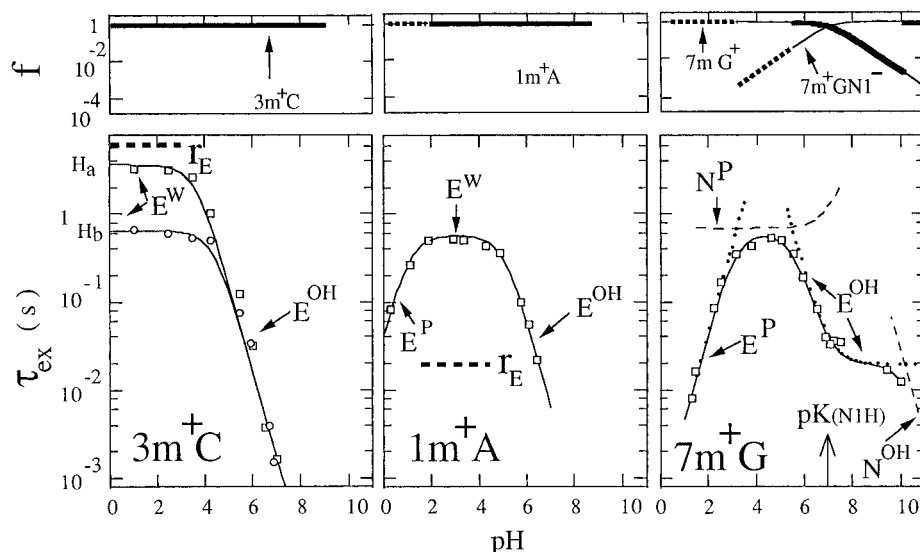 f
1
10⁻²
10⁻⁴
3m⁺C
1m⁺A
7m G⁺
7m⁺GN1⁻
τex (s)
1
10⁻¹
10⁻²
10⁻³
Ha
Hb
rE
Eᵂ
Eᴼᴴ
3m⁺C
Eᵂ
Eᴾ
Eᴼᴴ
rE
1m⁺A
Nᴾ
Eᴼᴴ
Eᴾ
pK(N1H)
Nᴼᴴ
7m⁺G
0 2 4 6 8 10
0 2 4 6 8 10
0 2 4 6 8 10
pH